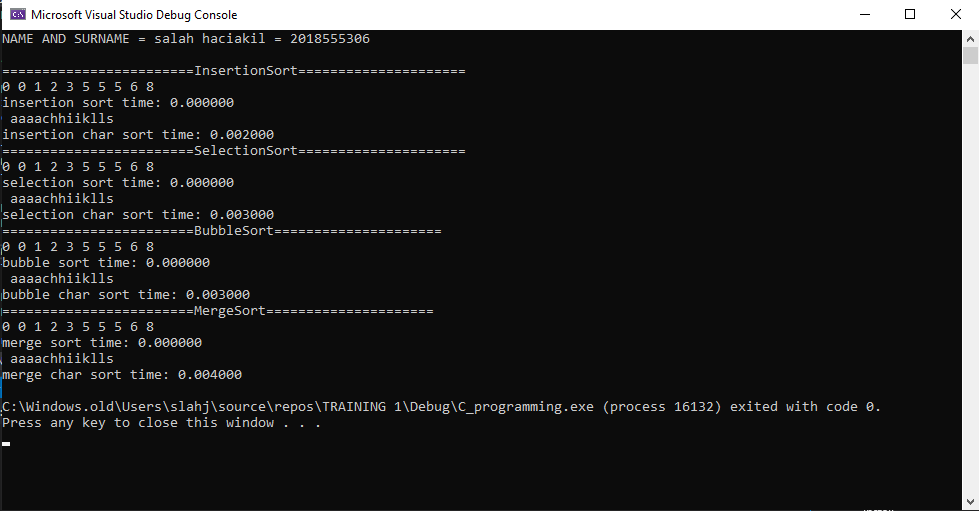 Microsoft Visual Studio Debug Console
NAME AND SURNAME = salah haciakil = 2018555306
========================InsertionSort=====================
0 0 1 2 3 5 5 5 6 8
insertion sort time: 0.000000
 aaaachhiiklls
insertion char sort time: 0.002000
========================SelectionSort=====================
0 0 1 2 3 5 5 5 6 8
selection sort time: 0.000000
 aaaachhiiklls
selection char sort time: 0.003000
========================BubbleSort=====================
0 0 1 2 3 5 5 5 6 8
bubble sort time: 0.000000
 aaaachhiiklls
bubble char sort time: 0.003000
========================MergeSort=====================
0 0 1 2 3 5 5 5 6 8
merge sort time: 0.000000
 aaaachhiiklls
merge char sort time: 0.004000
C:\Windows.old\Users\slahj\source\repos\TRAINING 1\Debug\C_programming.exe (process 16132) exited with code 0.
Press any key to close this window . . .